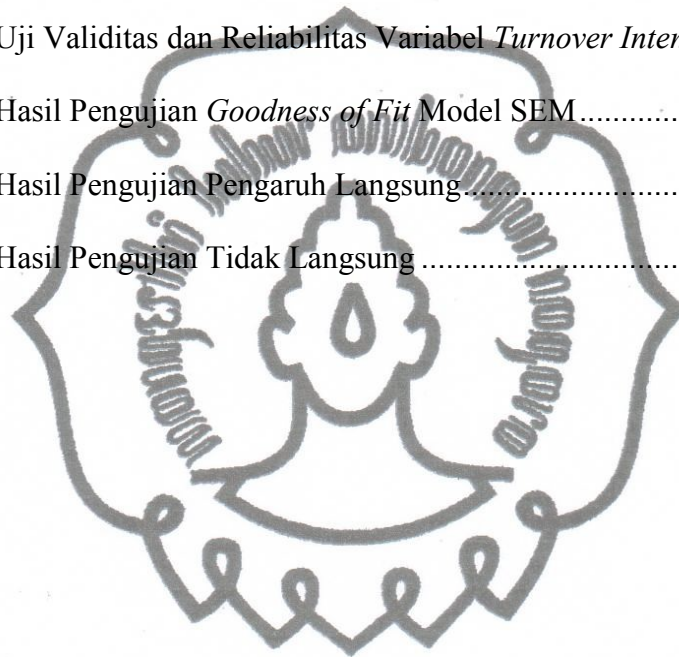 Uji Validitas dan Reliabilitas Variabel Turnover Inten
Hasil Pengujian Goodness of Fit Model SEM............
Hasil Pengujian Pengaruh Langsung............................
Hasil Pengujian Tidak Langsung.................................